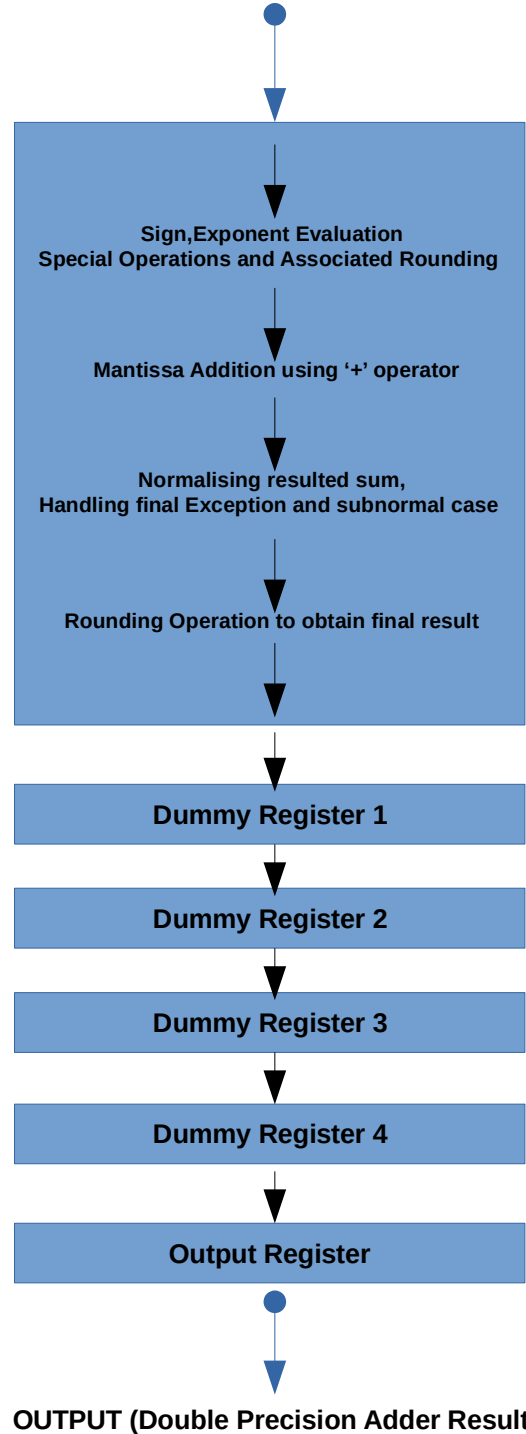 Sign,Exponent Evaluation
Special Operations and Associated Rounding
Mantissa Addition using ‘+’ operator
Normalising resulted sum,
Handling final Exception and subnormal case
Rounding Operation to obtain final result
Dummy Register 1
Dummy Register 2
Dummy Register 3
Dummy Register 4
Output Register
OUTPUT (Double Precision Adder Result